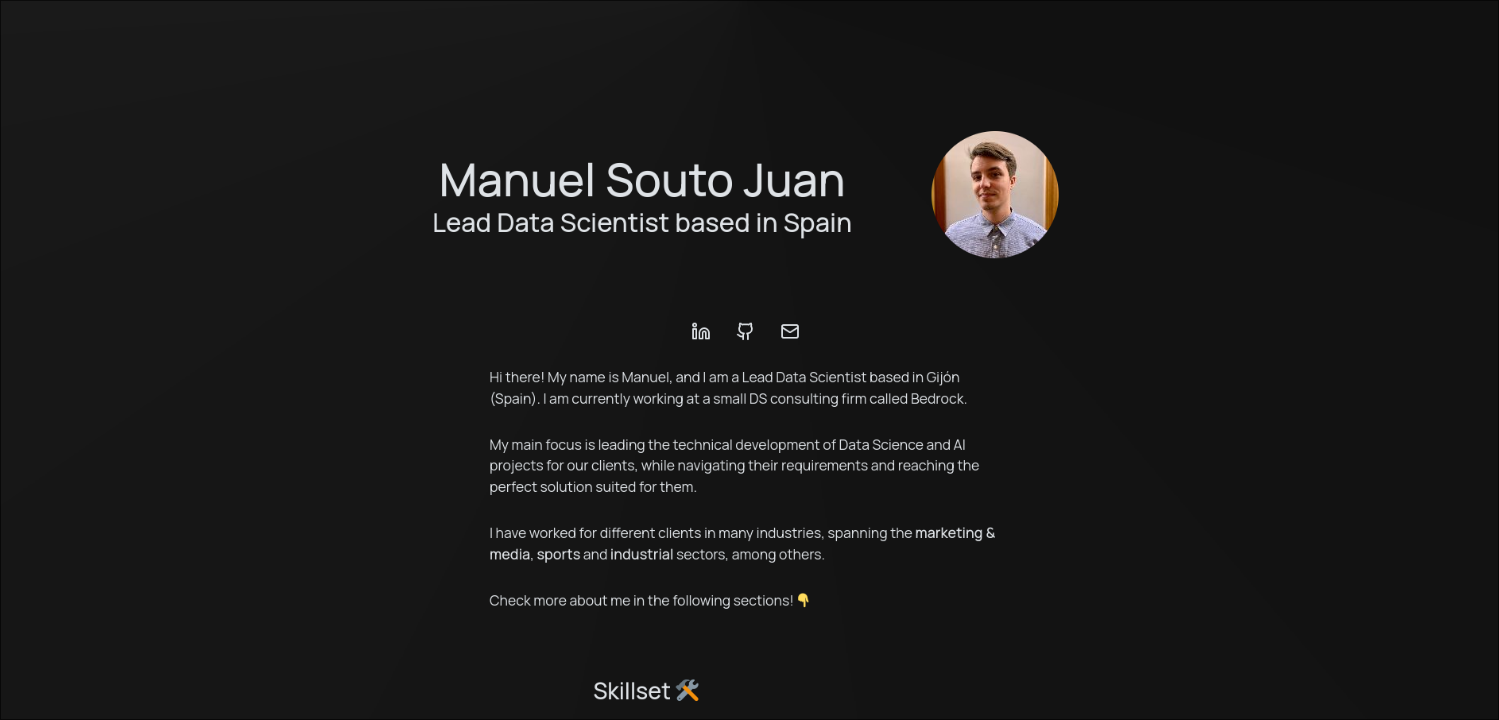 Manuel Souto Juan
Lead Data Scientist based in Spain
Hi there! My name is Manuel, and I am a Lead Data Scientist based in Gijón
(Spain). I am currently working at a small DS consulting firm called Bedrock.
My main focus is leading the technical development of Data Science and AI
projects for our clients, while navigating their requirements and reaching the
perfect solution suited for them.
I have worked for different clients in many industries, spanning the marketing &
media, sports and industrial sectors, among others.
Check more about me in the following sections! 👇
Skillset 🛠️